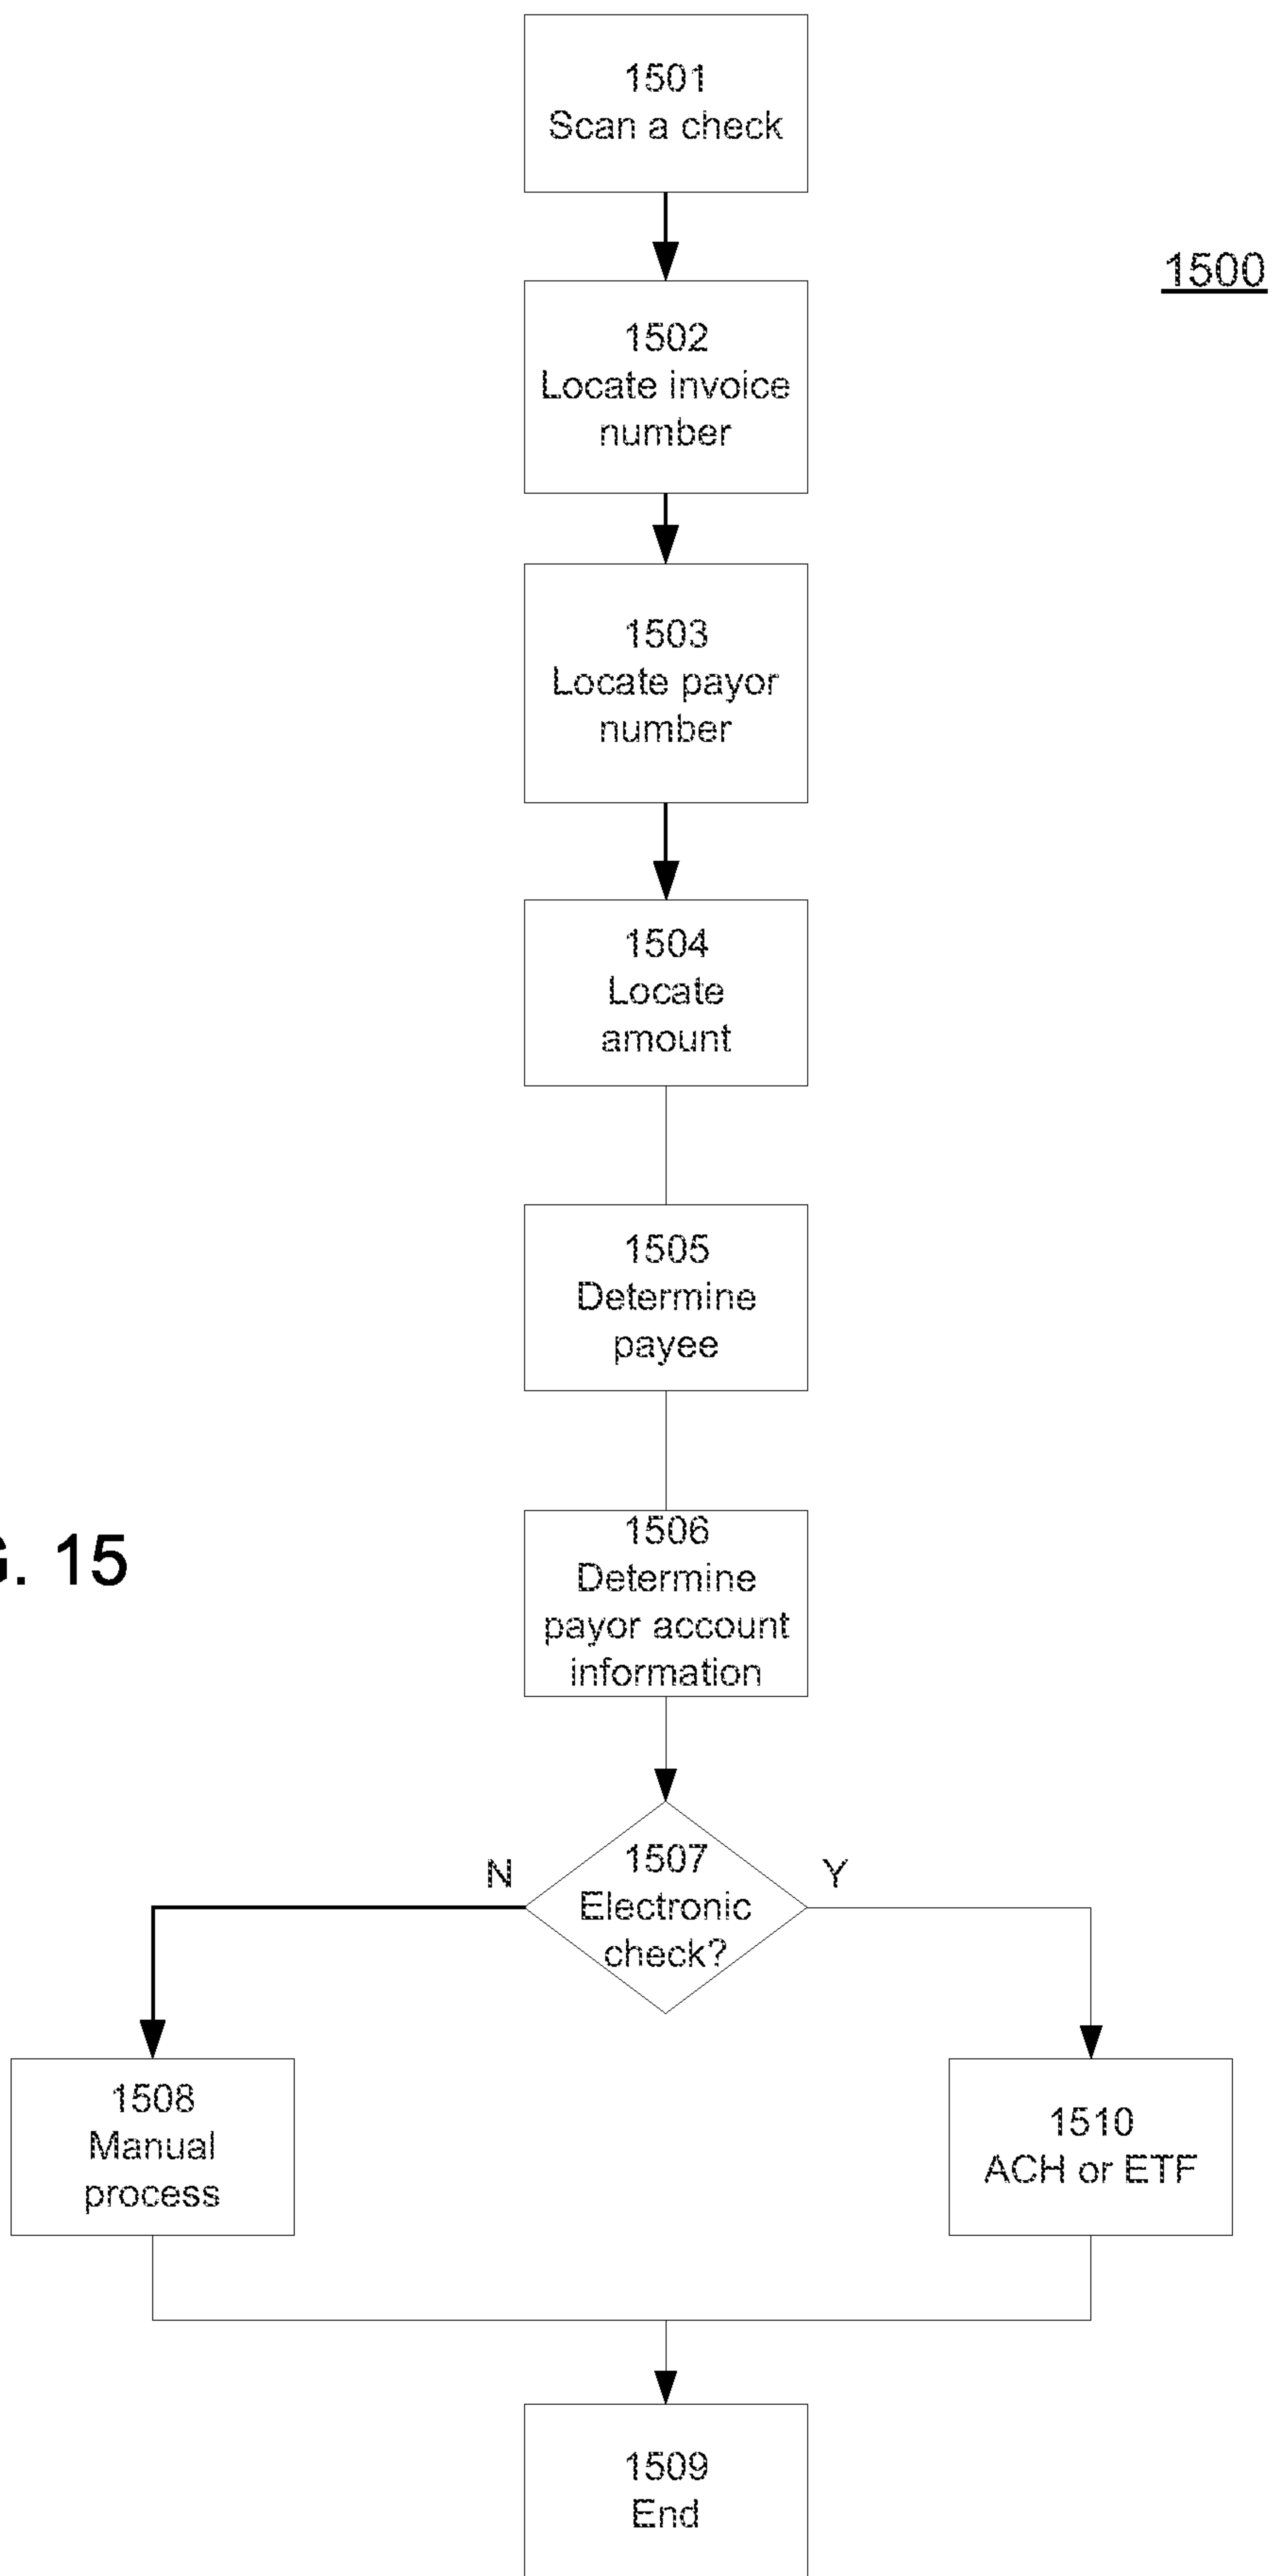 1501
Scan a check
1500
1502
Locate invoice
number
1503
Locate payor
number
1504
Locate
amount
1505
Determine
payee
1506
Determine
payor account
information
G. 15
1507
Electronic
check?
N
Y
1508
Manual
process
1510
ACH or ETF
1509
End